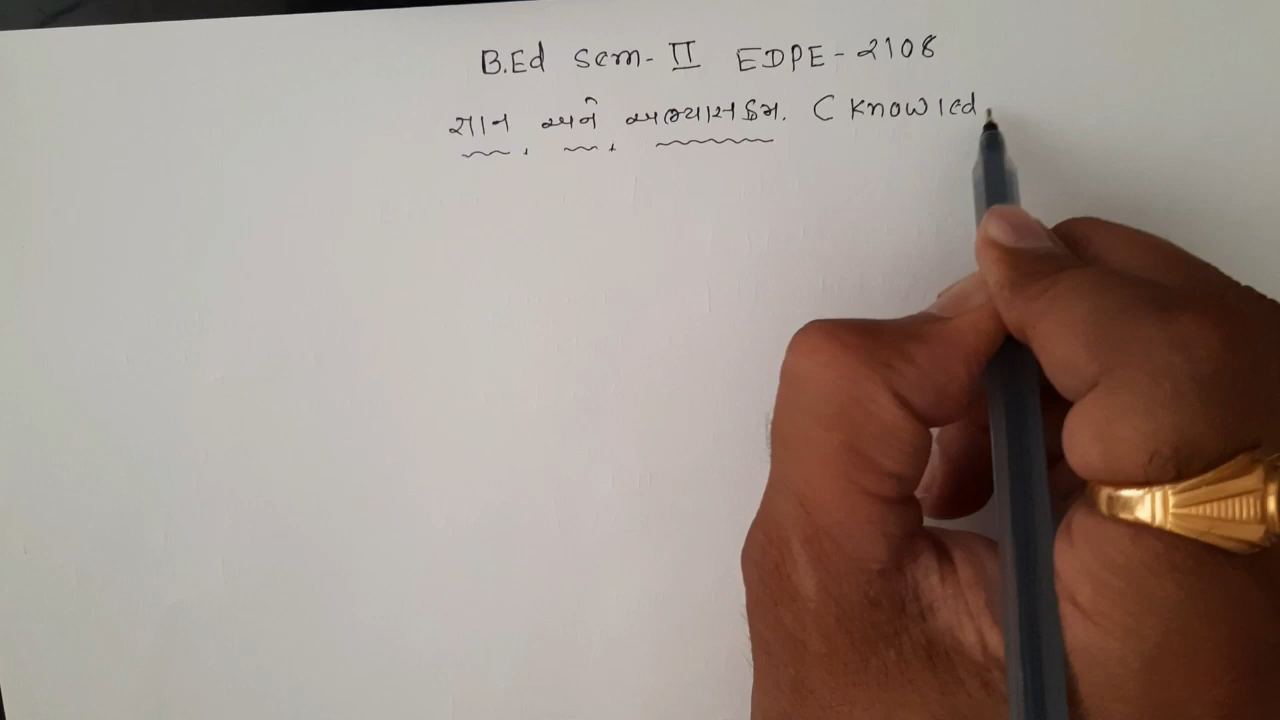 B.Ed Sem-II EDPE-2108
જ્ઞાન અને અભ્યાસક્રમ. (Knowled